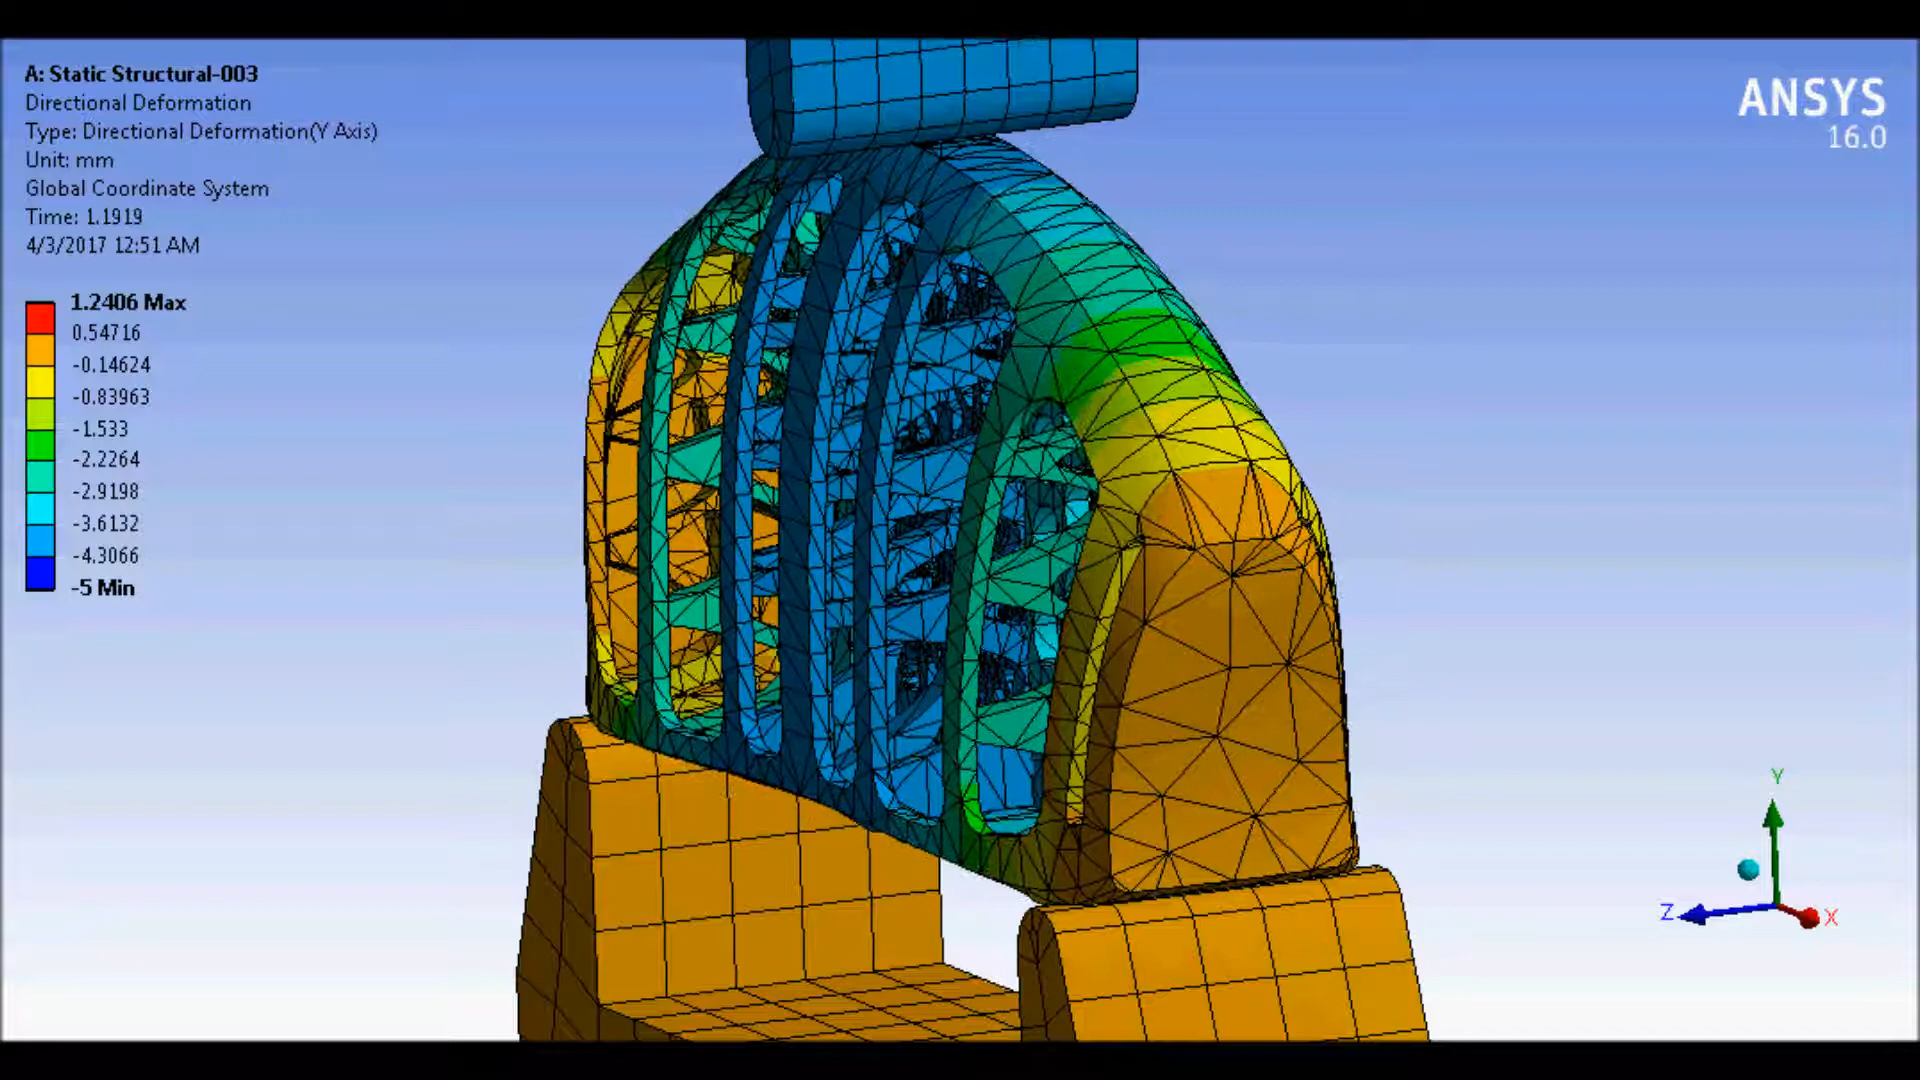 A: Static Structural-003
Directional Deformation
Type: Directional Deformation(Y Axis)
Unit: mm
Global Coordinate System
Time: 1.1919
4/3/2017 12:51 AM
1.2406 Max
0.54716
-0.14624
-0.83963
-1.533
-2.2264
-2.9198
-3.6132
-4.3066
-5 Min
ANSYS
16.0
Y
Z
X